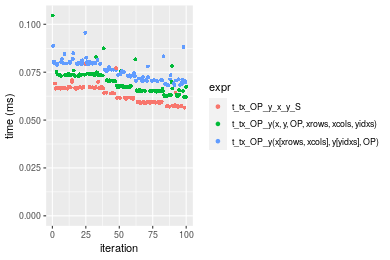 0.100
0.075
0.050
0.025
0.000
time (ms)
0
25
50
75
100
iteration
expr
t_tx_OP_y_x_y_S
t_tx_OP_y(x, y, OP, xrows, xcols, yidxs)
t_tx_OP_y(x[xrows, xcols], y[yidxs], OP)